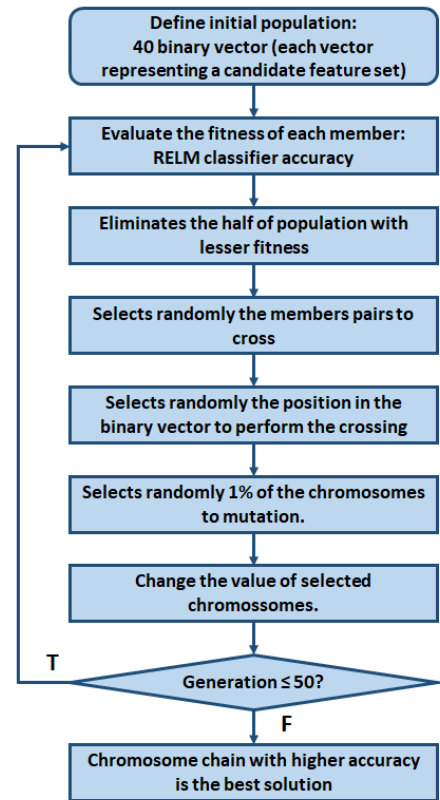 Define initial population:
40 binary vector (each vector
representing a candidate feature set)
Evaluate the fitness of each member:
RELM classifier accuracy
Eliminates the half of population with
lesser fitness
Selects randomly the members pairs to
cross
Selects randomly the position in the
binary vector to perform the crossing
Selects randomly 1% of the chromosomes
to mutation.
Change the value of selected
chromossomes.
T
Generation ≤ 50?
F
Chromosome chain with higher accuracy
is the best solution